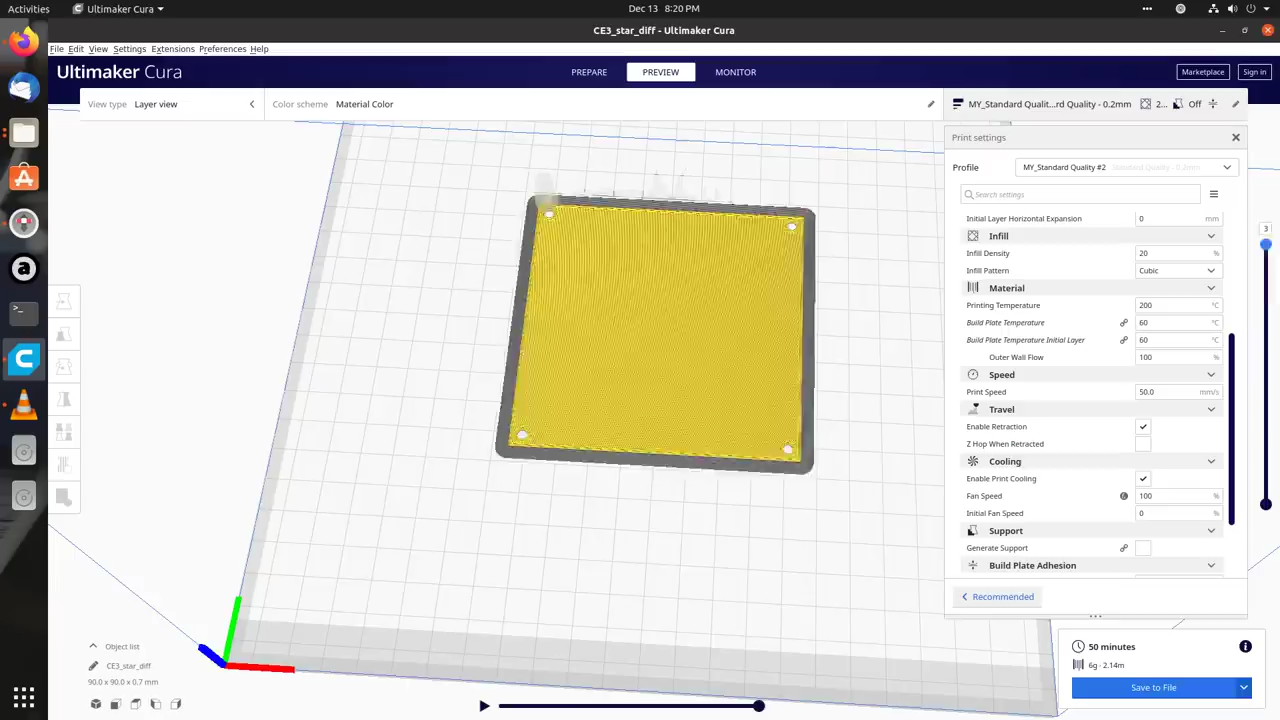 Activities
Ultimaker Cura
Dec 13 8:20 PM
CE3_star_diff - Ultimaker Cura
File Edit View Settings Extensions Preferences Help
Ultimaker Cura
PREPARE
PREVIEW
MONITOR
Marketplace
Sign in
View type Layer view
Color scheme Material Color
MY_Standard Qualit...rd Quality - 0.2mm
2...
Off
Print settings
Profile
MY_Standard Quality #2 Standard Quality - 0.2mm
Search settings
Initial Layer Horizontal Expansion 0 mm
Infill
Infill Density 20 %
Infill Pattern Cubic
Material
Printing Temperature 200 °C
Build Plate Temperature 60 °C
Build Plate Temperature Initial Layer 60 °C
Outer Wall Flow 100 %
Speed
Print Speed 50.0 mm/s
Travel
Enable Retraction
Z Hop When Retracted
Cooling
Enable Print Cooling
Fan Speed 100 %
Initial Fan Speed 0 %
Support
Generate Support
Build Plate Adhesion
Recommended
3
Object list
CE3_star_diff
90.0 x 90.0 x 0.7 mm
50 minutes
6g · 2.14m
Save to File